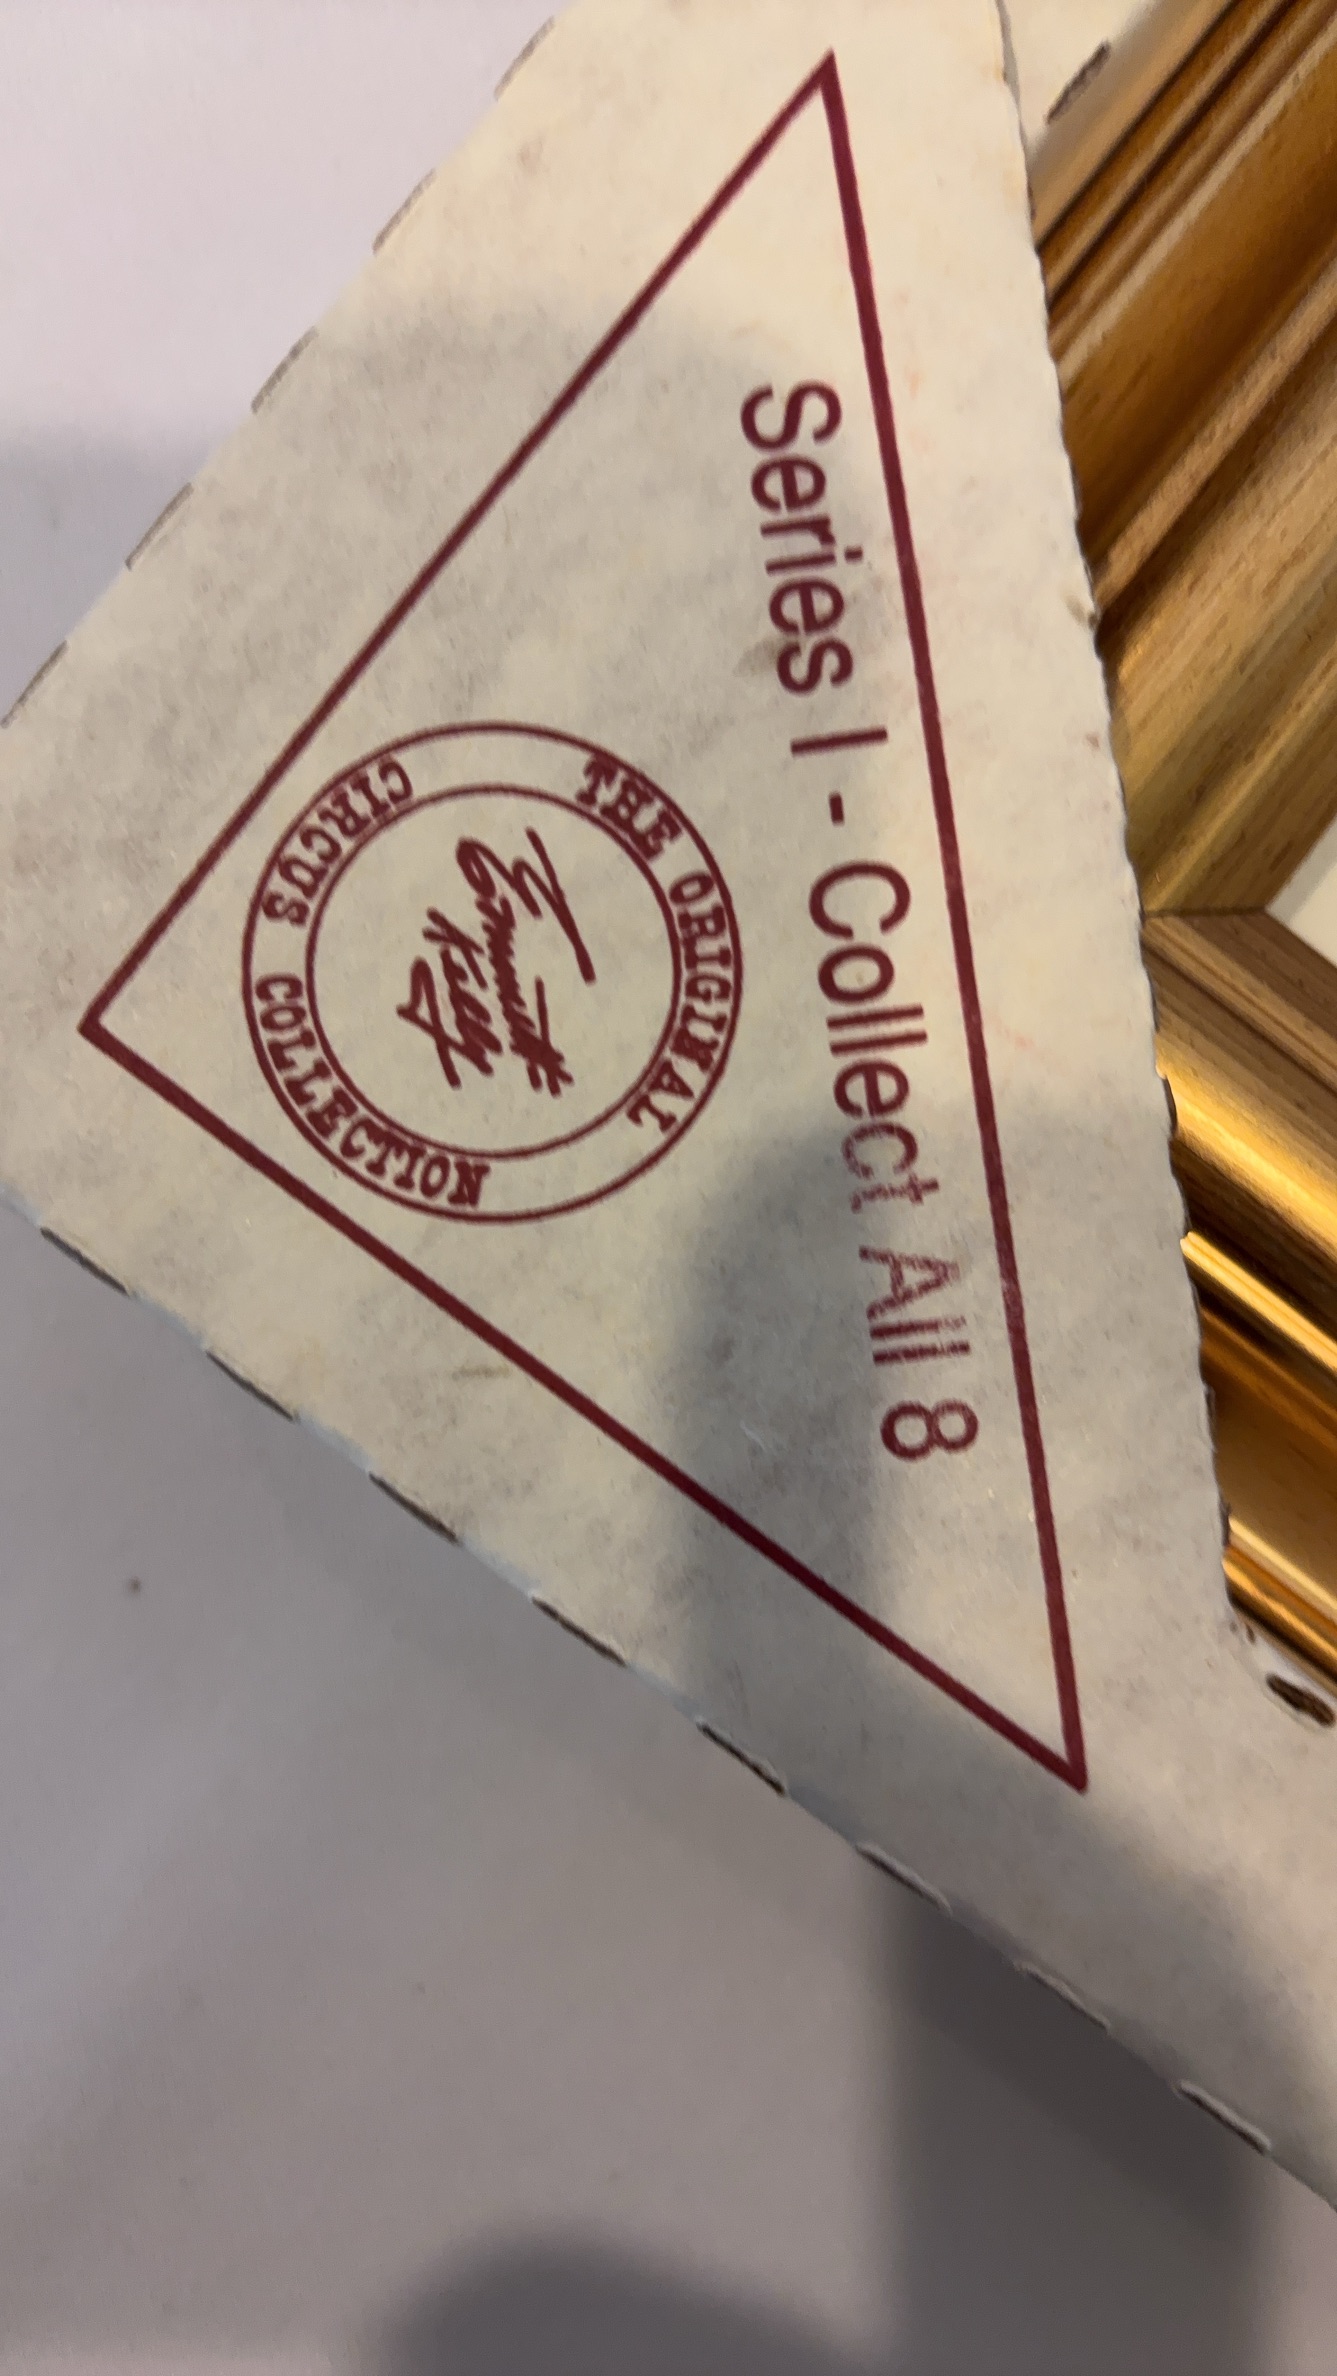 Series I - Collect All 8
THE ORIGINAL
Emmett
Kelly
CIRCUS COLLECTION